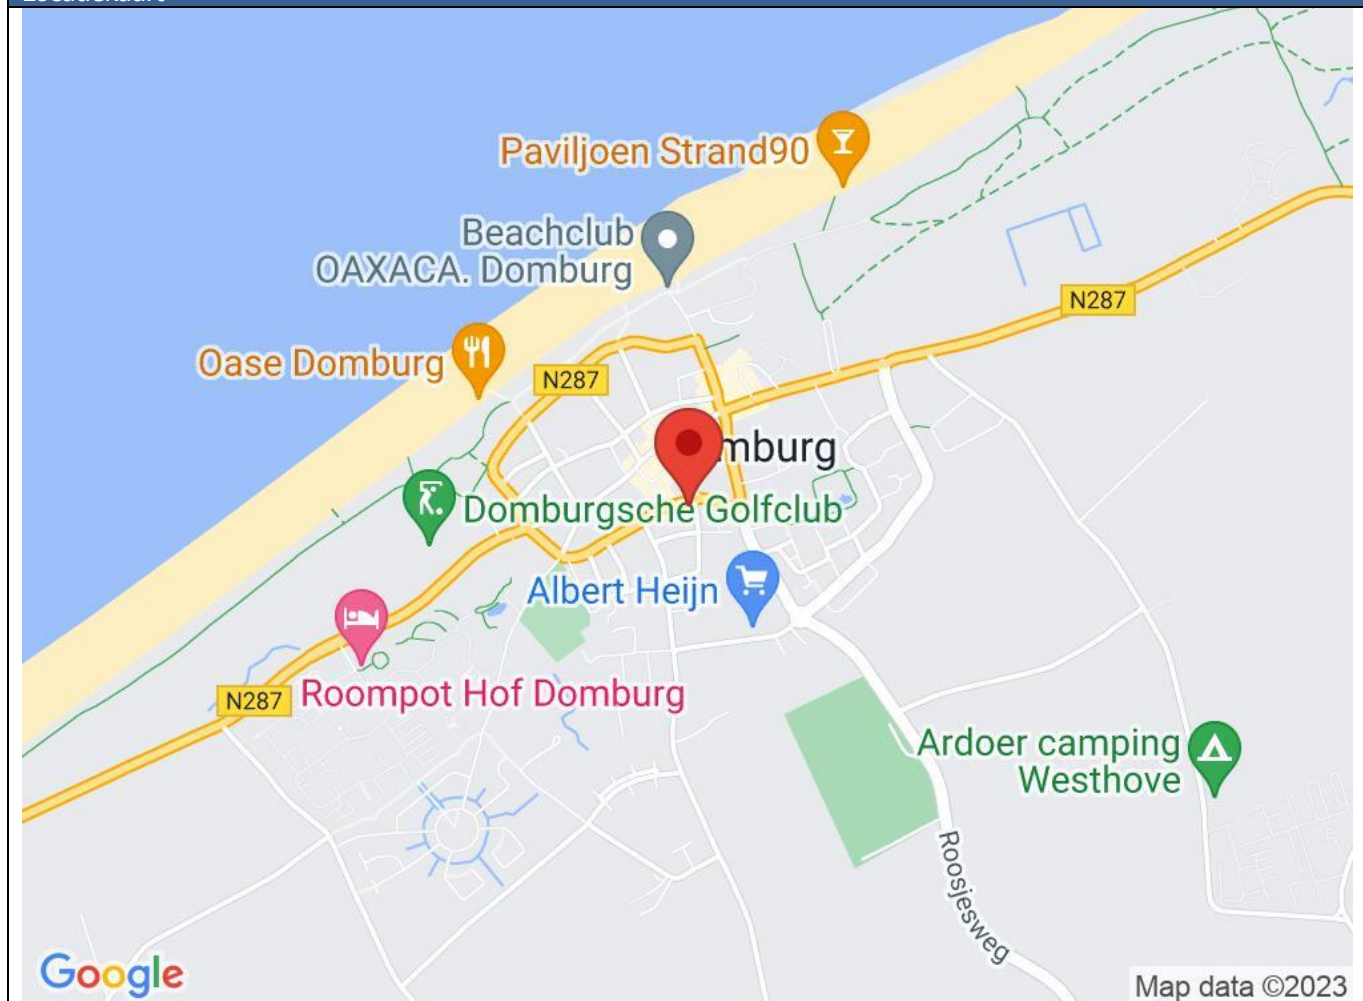 Locatiekaart
Paviljoen Strand90
Beachclub
OAXACA. Domburg
N287
Oase Domburg
N287
mburg
Domburgsche Golfclub
Albert Heijn
N287
Roompot Hof Domburg
Ardoer camping
Westhove
Roosjesweg
Google
Map data ©2023